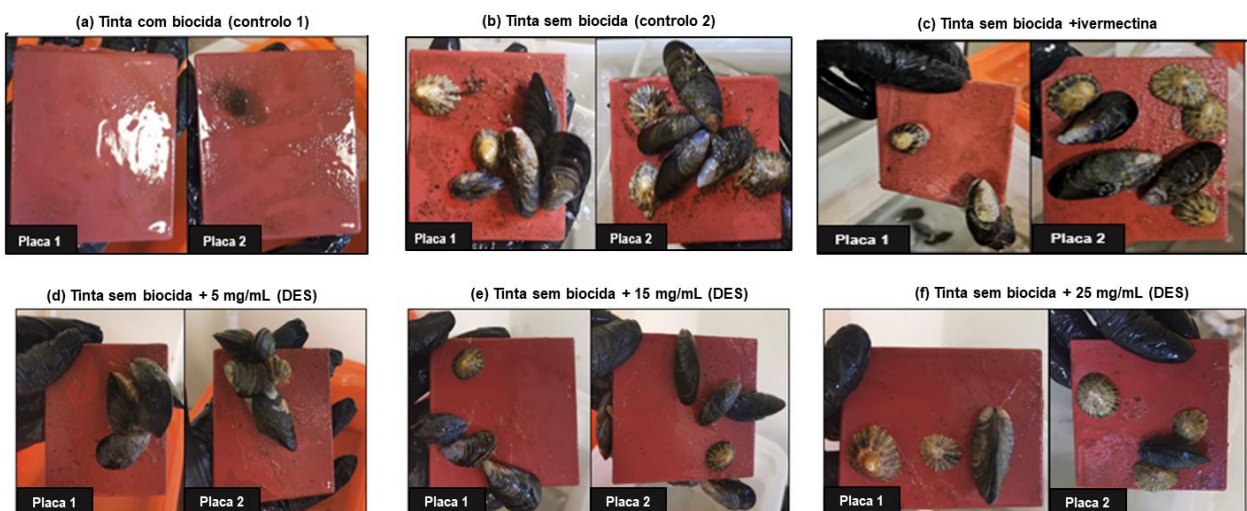 (a) Tinta com biocida (controlo 1)
(b) Tinta sem biocida (controlo 2)
(c) Tinta sem biocida +ivermectina
Placa 1
Placa 2
Placa 1
Placa 2
Placa 1
Placa 2
(d) Tinta sem biocida + 5 mg/mL (DES)
(e) Tinta sem biocida + 15 mg/mL (DES)
(f) Tinta sem biocida + 25 mg/mL (DES)
Placa 1
Placa 2
Placa 1
Placa 2
Placa 1
Placa 2